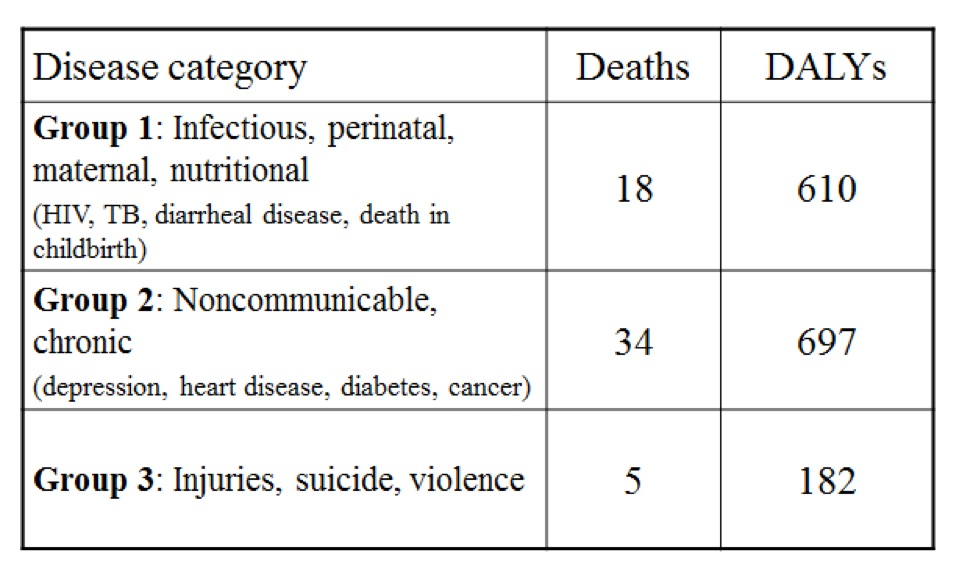 Disease category Deaths DALYs
Group 1: Infectious, perinatal,
maternal, nutritional
(HIV, TB, diarrheal disease, death in
childbirth)
18 610
Group 2: Noncommunicable,
chronic
(depression, heart disease, diabetes, cancer)
34 697
Group 3: Injuries, suicide, violence 5 182